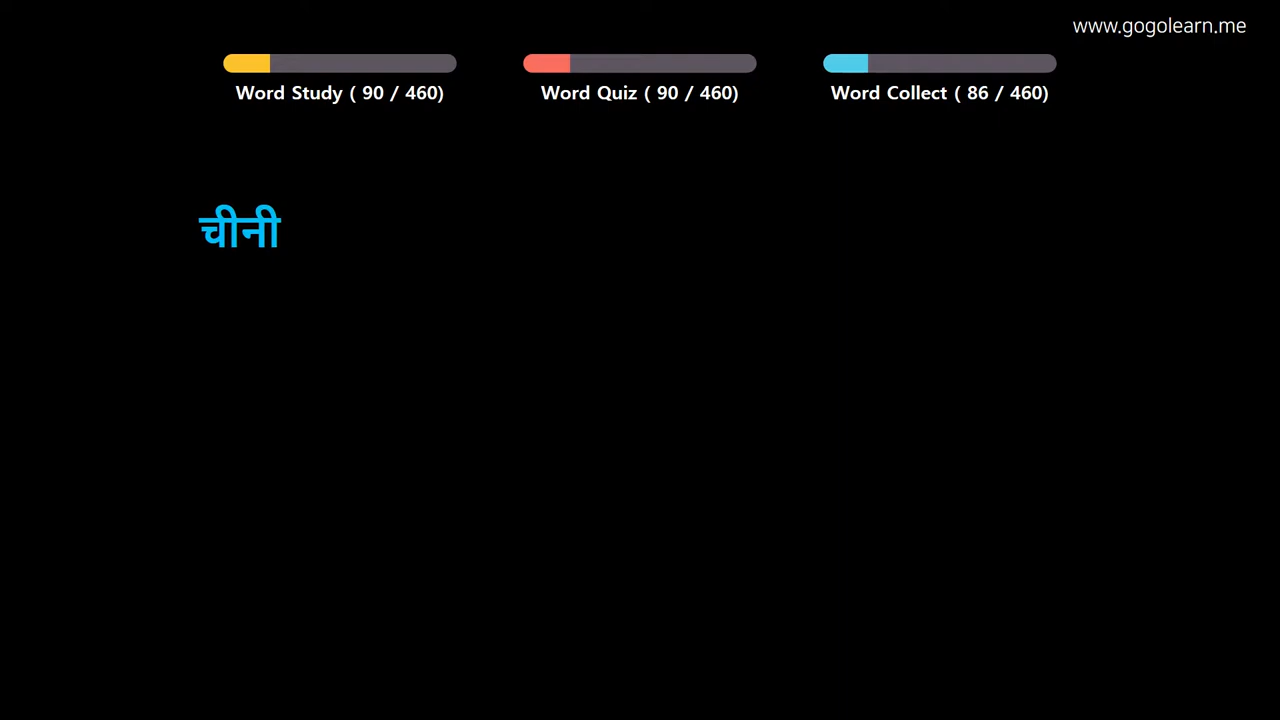 www.gogolearn.me
Word Study ( 90 / 460)
Word Quiz ( 90 / 460)
Word Collect ( 86 / 460)
चीनी